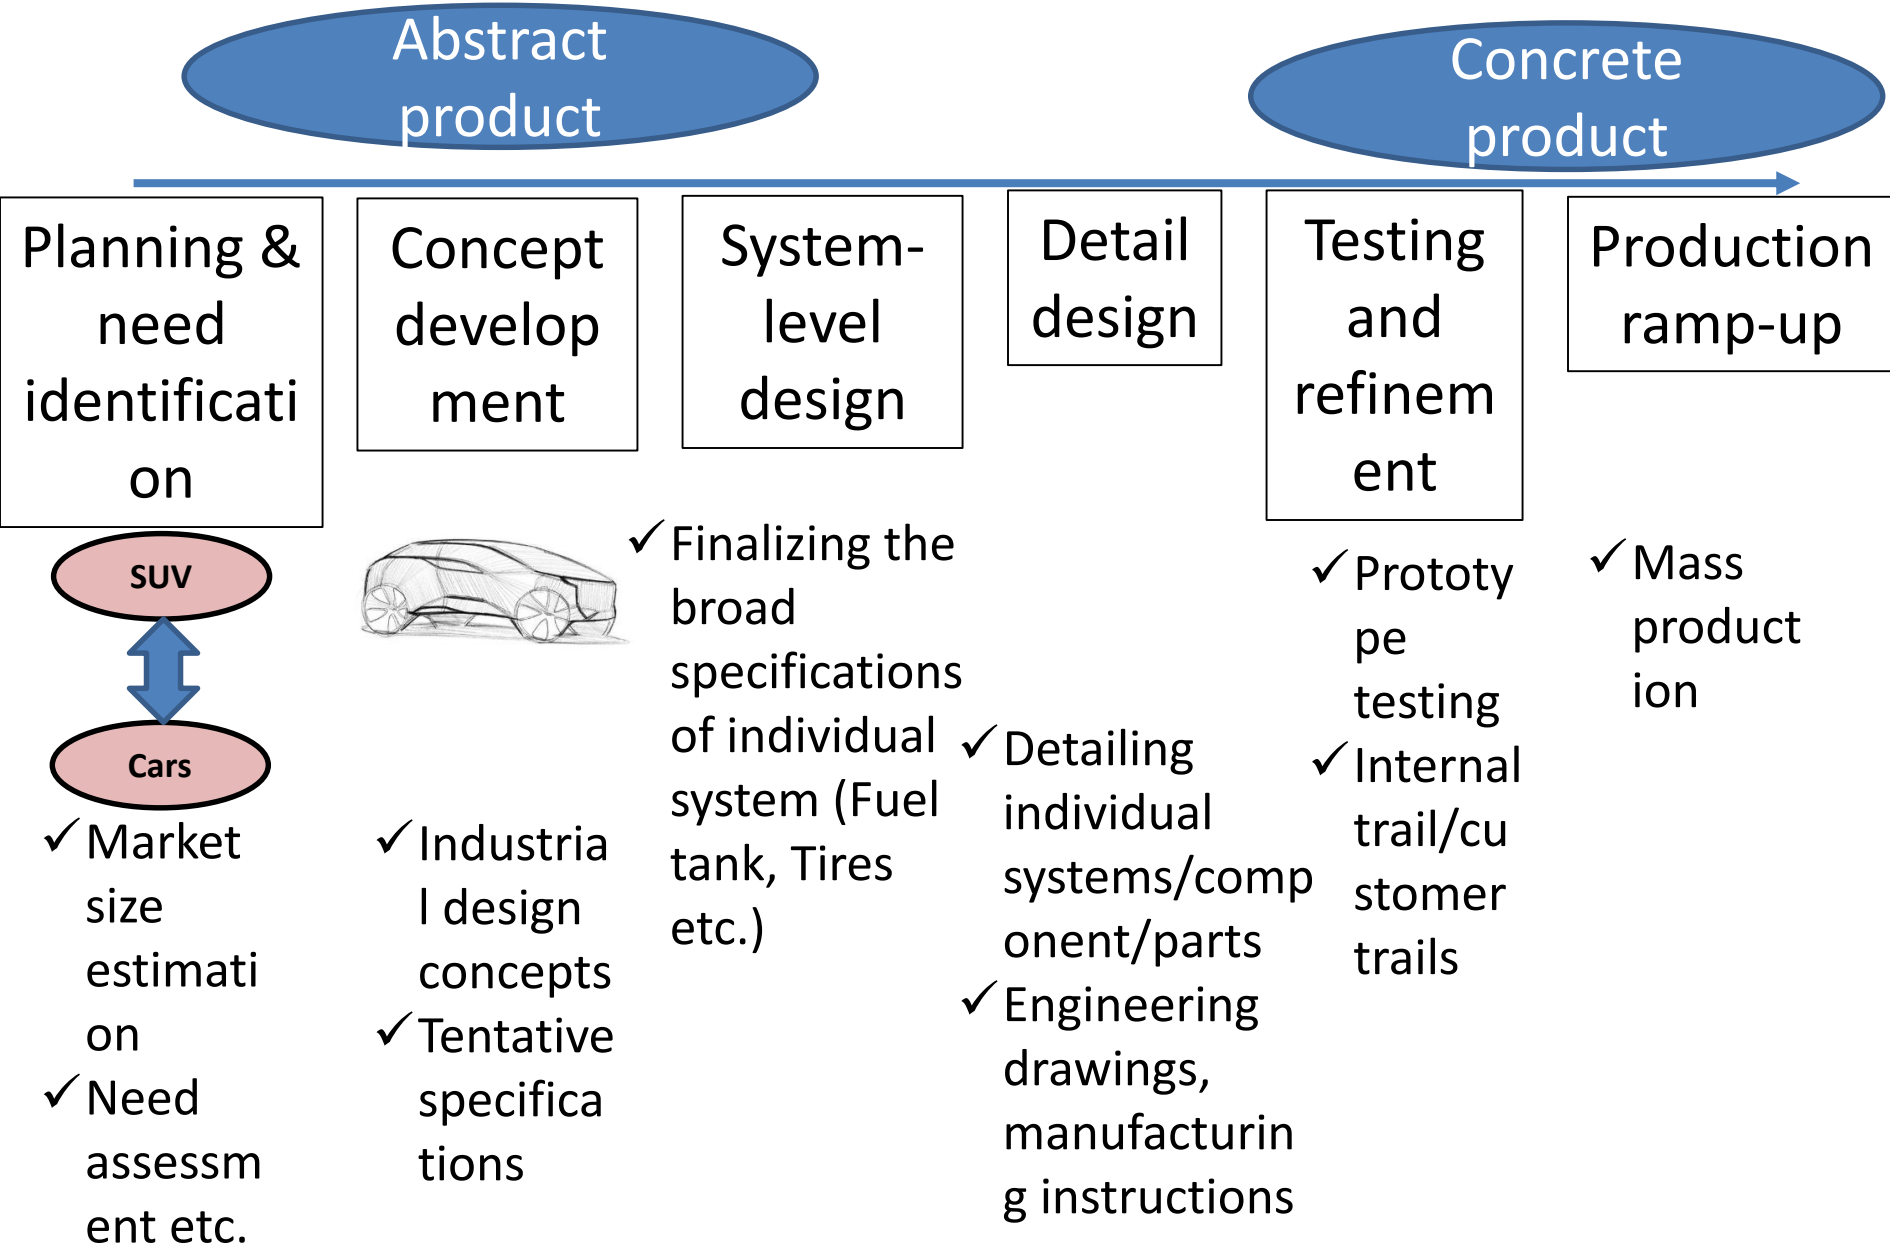 Abstract
product
Concrete
product
Planning &
need
identificati
on
Concept
develop
ment
System-
level
design
Detail
design
Testing
and
refinem
ent
Production
ramp-up
SUV
Cars
✓Market
size
estimati
on
✓Need
assessm
ent etc.
✓Industria
l design
concepts
✓Tentative
specifica
tions
✓Finalizing the
broad
specifications
of individual
system (Fuel
tank, Tires
etc.)
✓Detailing
individual
systems/comp
onent/parts
✓Engineering
drawings,
manufacturin
g instructions
✓Prototy
pe
testing
✓Internal
trail/cu
stomer
trails
✓Mass
product
ion